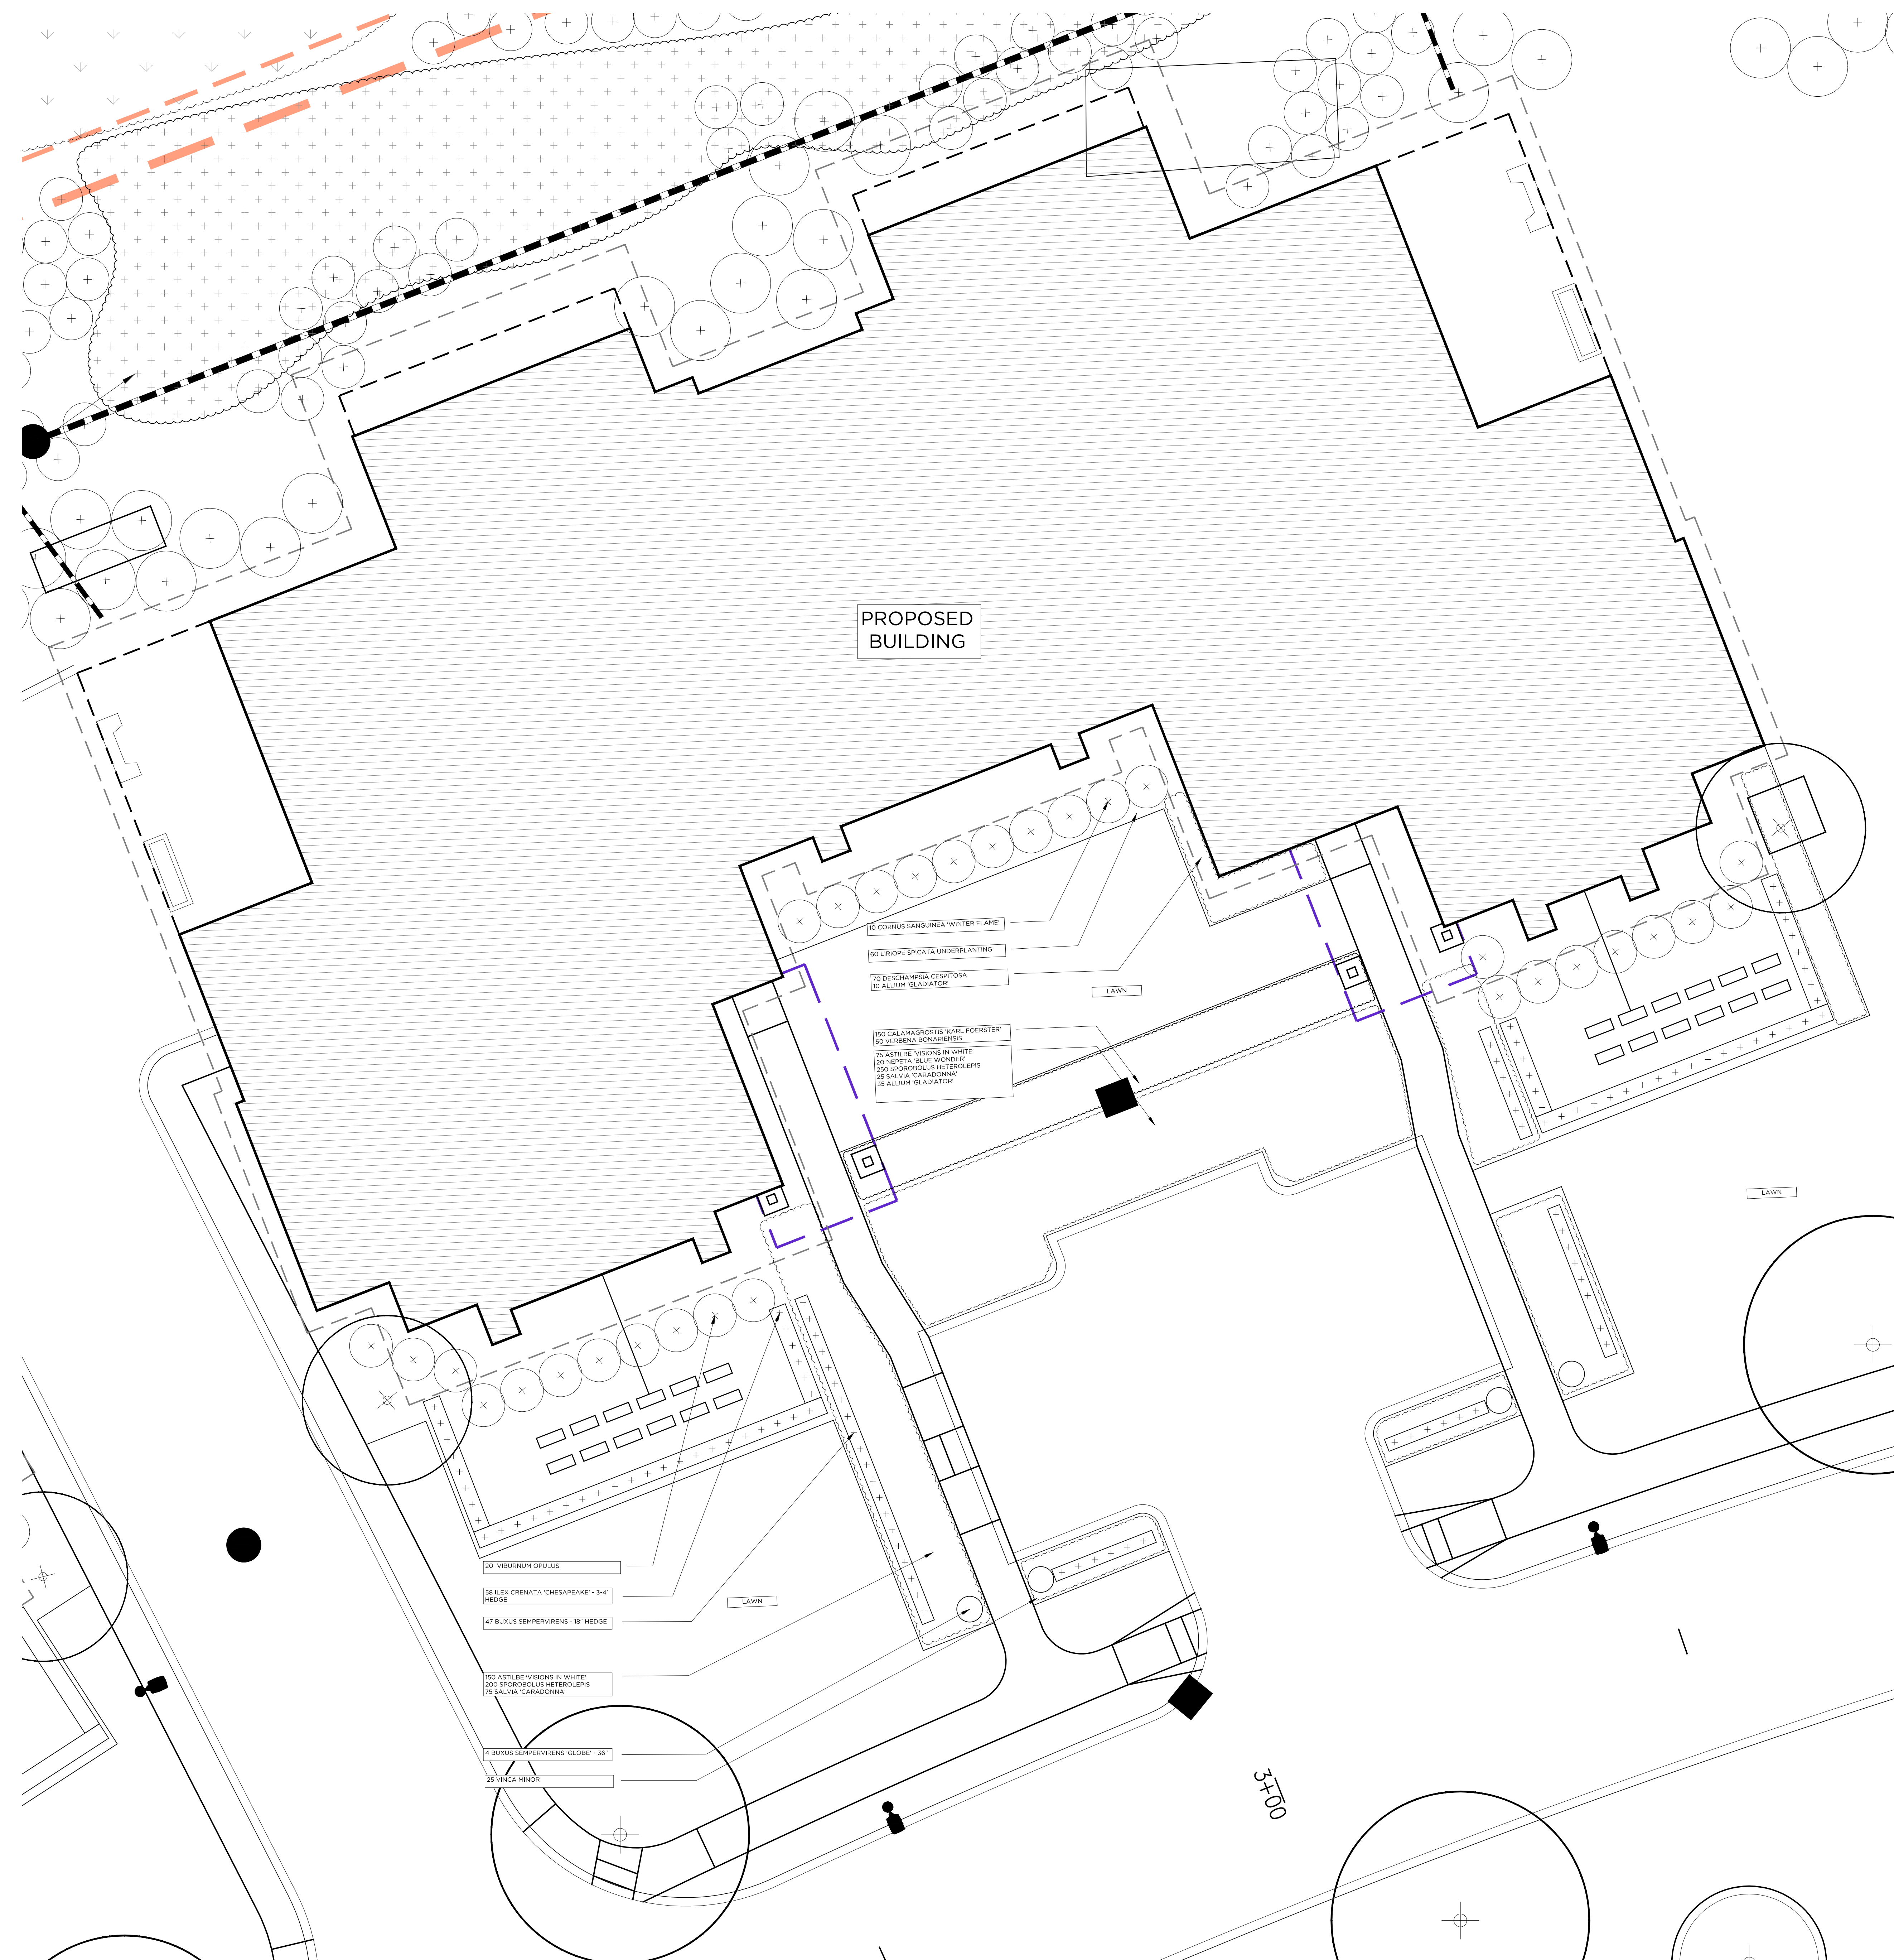 PROPOSED
BUILDING
10 CORNUS SANGUINEA 'WINTER FLAME'
60 LIRIOPE SPICATA UNDERPLANTING
70 DESCHAMPSIA CESPITOSA
10 ALLIUM 'GLADIATOR'
LAWN
150 CALAMAGROSTIS 'KARL FOERSTER'
50 VERBENA BONARIENSIS
75 ASTILBE 'VISIONS IN WHITE'
20 NEPETA 'BLUE WONDER'
250 SPOROBOLUS HETEROLEPIS
25 SALVIA 'CARADONNA'
35 ALLIUM 'GLADIATOR'
LAWN
20 VIBURNUM OPULUS
58 ILEX CRENATA 'CHESAPEAKE' - 3-4'
HEDGE
LAWN
47 BUXUS SEMPERVIRENS - 18" HEDGE
150 ASTILBE 'VISIONS IN WHITE'
200 SPOROBOLUS HETEROLEPIS
75 SALVIA 'CARADONNA'
4 BUXUS SEMPERVIRENS 'GLOBE' - 36"
25 VINCA MINOR
3+00